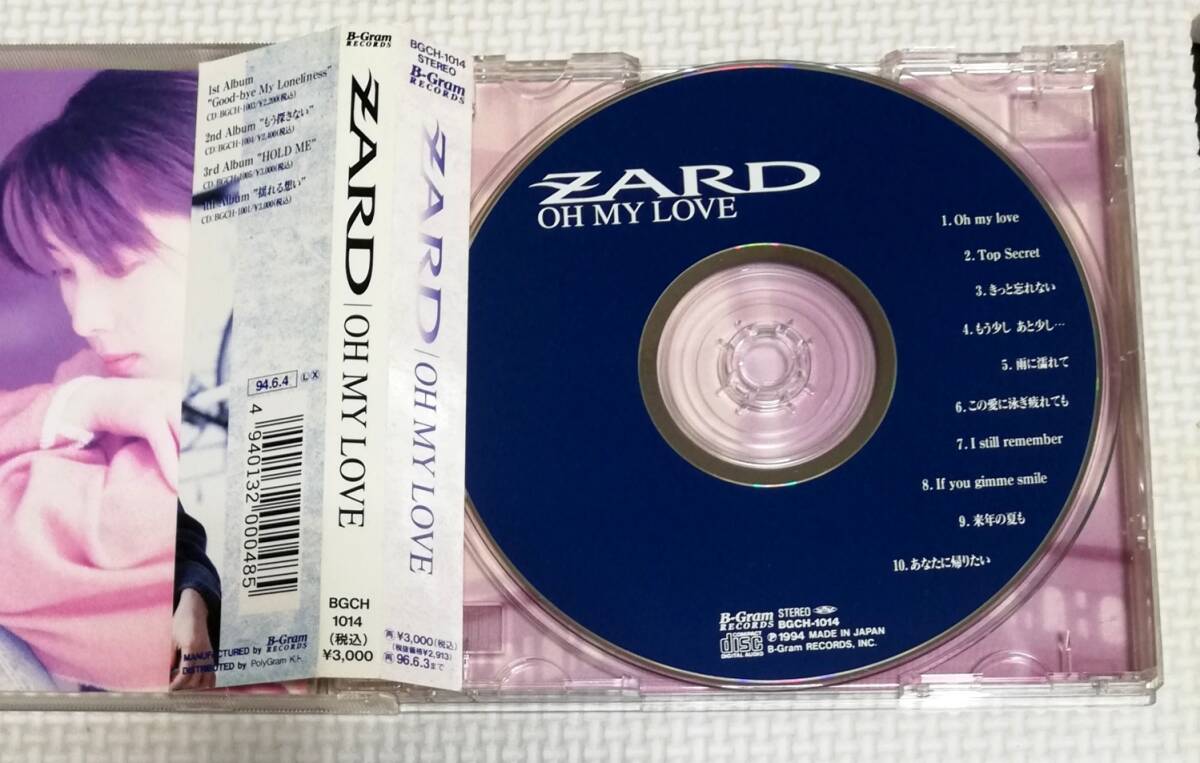 1st Album
"Good-bye My Loneliness"
CD:BGCH-1003/¥2,200(税込)
2nd Album "もう探さない"
CD:BGCH-1004/¥2,400(税込)
3rd Album "HOLD ME"
CD:BGCH-1005/¥3,000(税込)
4th Album "揺れる想い"
CD:BGCH-1001/¥3,000(税込)
94.6.4 L X
4 940132 000485
B-Gram
RECORDS
MANUFACTURED by
DISTRIBUTED by PolyGram K.K.
B-Gram
RECORDS
ZARD | OH MY LOVE
BGCH
1014
(税込)
¥3,000
BGCH-1014
STEREO
B-Gram
RECORDS
ZARD | OH MY LOVE
再 ¥3,000(税込)
(税抜価格¥2,913)
再 96.6.3まで
ZARD
OH MY LOVE
1. Oh my love
2. Top Secret
3. きっと忘れない
4. もう少し あと少し…
5. 雨に濡れて
6. この愛に泳ぎ疲れても
7. I still remember
8. If you gimme smile
9. 来年の夏も
10. あなたに帰りたい
B-Gram
RECORDS
STEREO
BGCH-1014
COMPACT
disc
DIGITAL AUDIO
Ⓟ1994 MADE IN JAPAN
B-Gram RECORDS, INC.